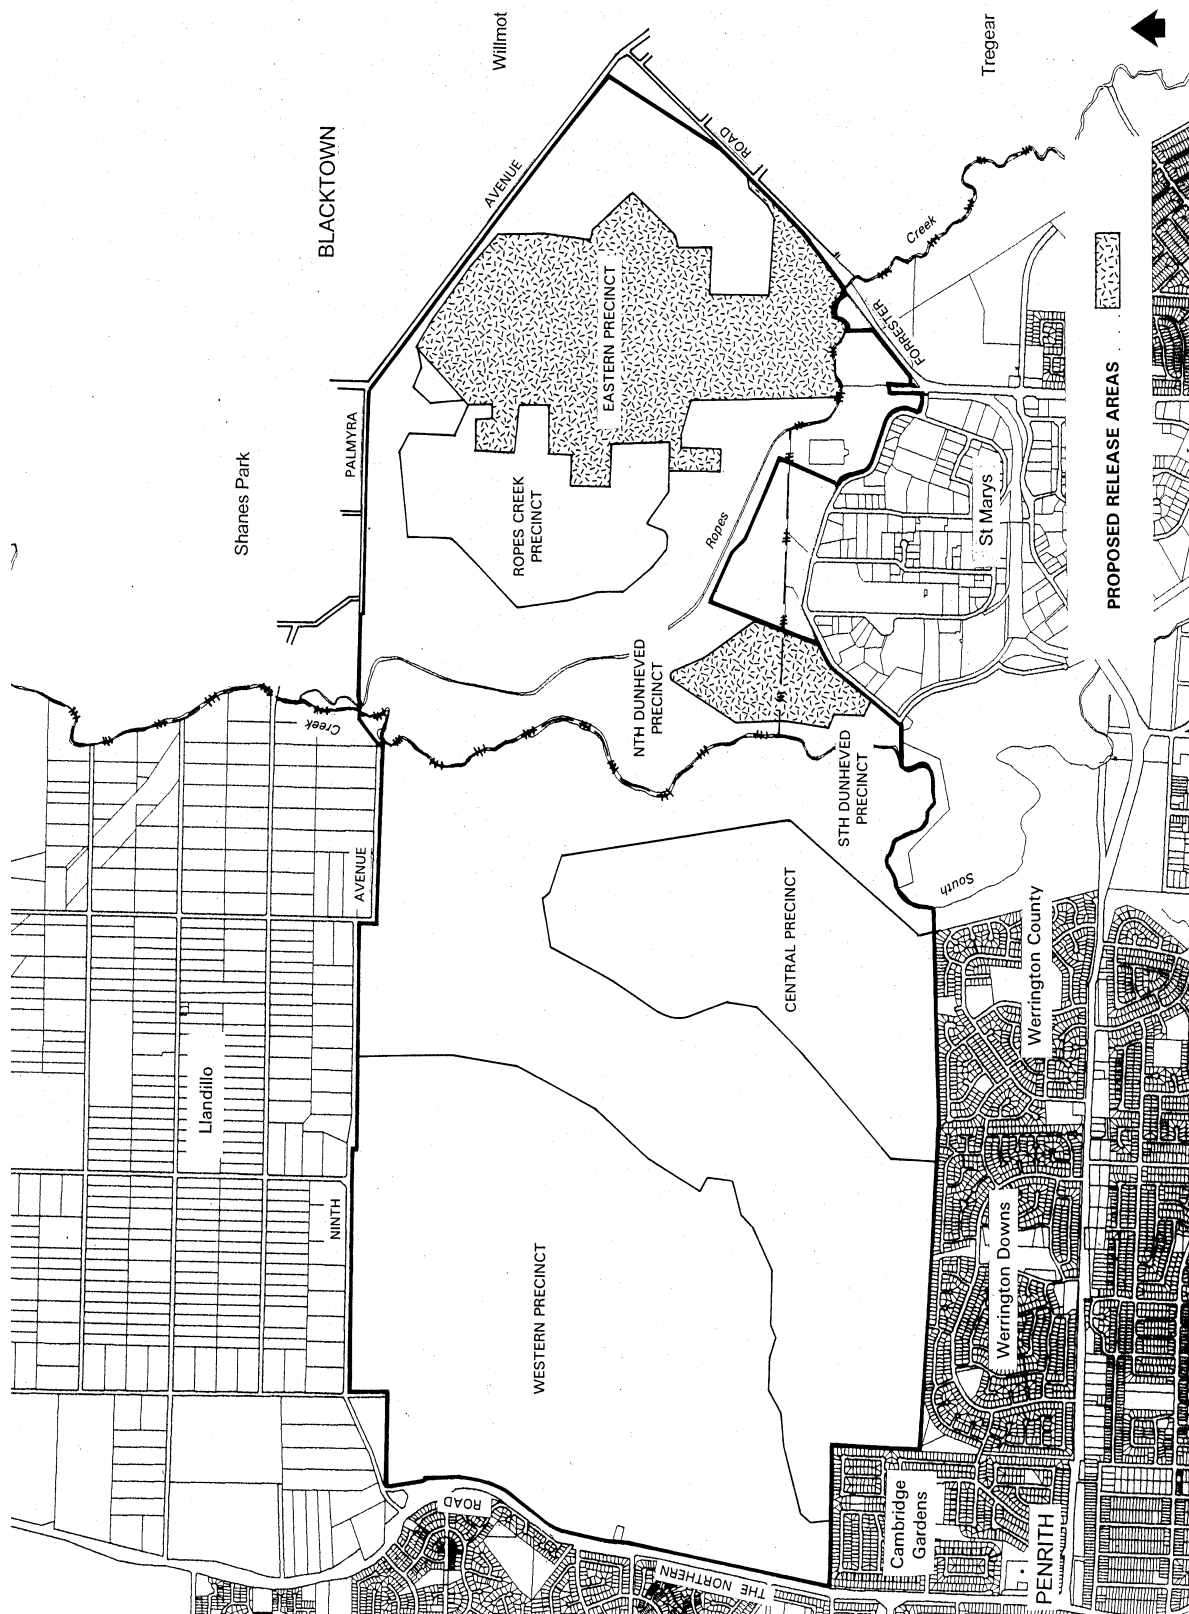 BLACKTOWN
Willmot
Tregear
Shanes Park
PALMYRA
AVENUE
ROAD
FORRESTER
Creek
EASTERN PRECINCT
ROPES CREEK
PRECINCT
Ropes
St Marys
PROPOSED RELEASE AREAS
NTH DUNHEVED
PRECINCT
STH DUNHEVED
PRECINCT
Creek
South
AVENUE
NINTH
Llandillo
CENTRAL PRECINCT
WESTERN PRECINCT
Werrington County
Werrington Downs
Cambridge
Gardens
PENRITH
THE NORTHERN
ROAD